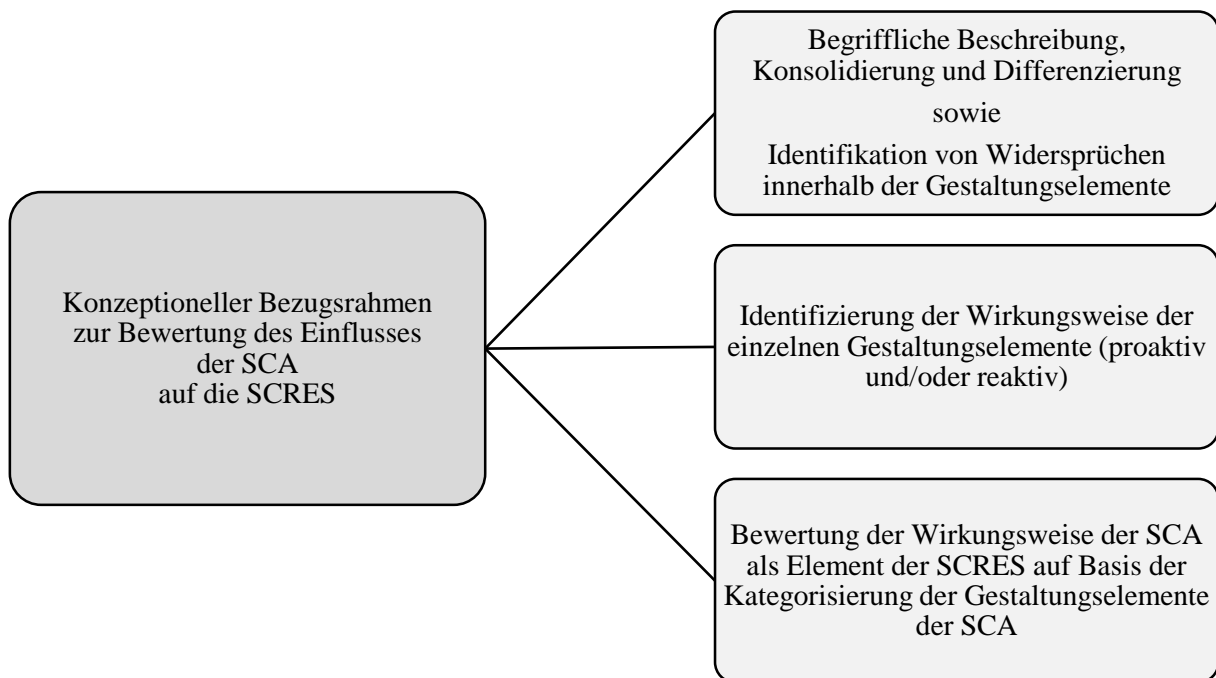 Konzeptioneller Bezugsrahmen
zur Bewertung des Einflusses
der SCA
auf die SCRES
Begriffliche Beschreibung,
Konsolidierung und Differenzierung
sowie
Identifikation von Widersprüchen
innerhalb der Gestaltungselemente
Identifizierung der Wirkungsweise der
einzelnen Gestaltungselemente (proaktiv
und/oder reaktiv)
Bewertung der Wirkungsweise der SCA
als Element der SCRES auf Basis der
Kategorisierung der Gestaltungselemente
der SCA